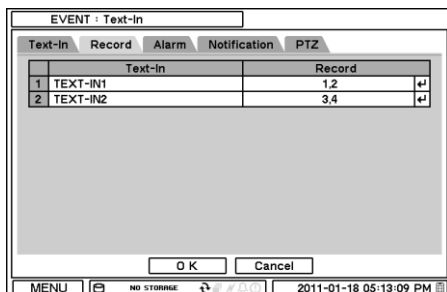 EVENT : Text-In
Text-In Record Alarm Notification PTZ
Text-In Record
1 TEXT-IN1 1,2
2 TEXT-IN2 3,4
OK Cancel
MENU NO STORAGE 2011-01-18 05:13:09 PM